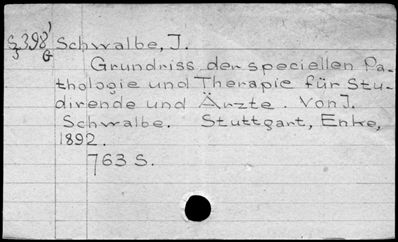 §398' Schwalbe, J.
3 G
Grundriss der speciellen Pa-
thologie und Therapie für Stu-
dirende und Ärzte. Von J.
Schwalbe. Stuttgart, Enke,
1892.
763 S.